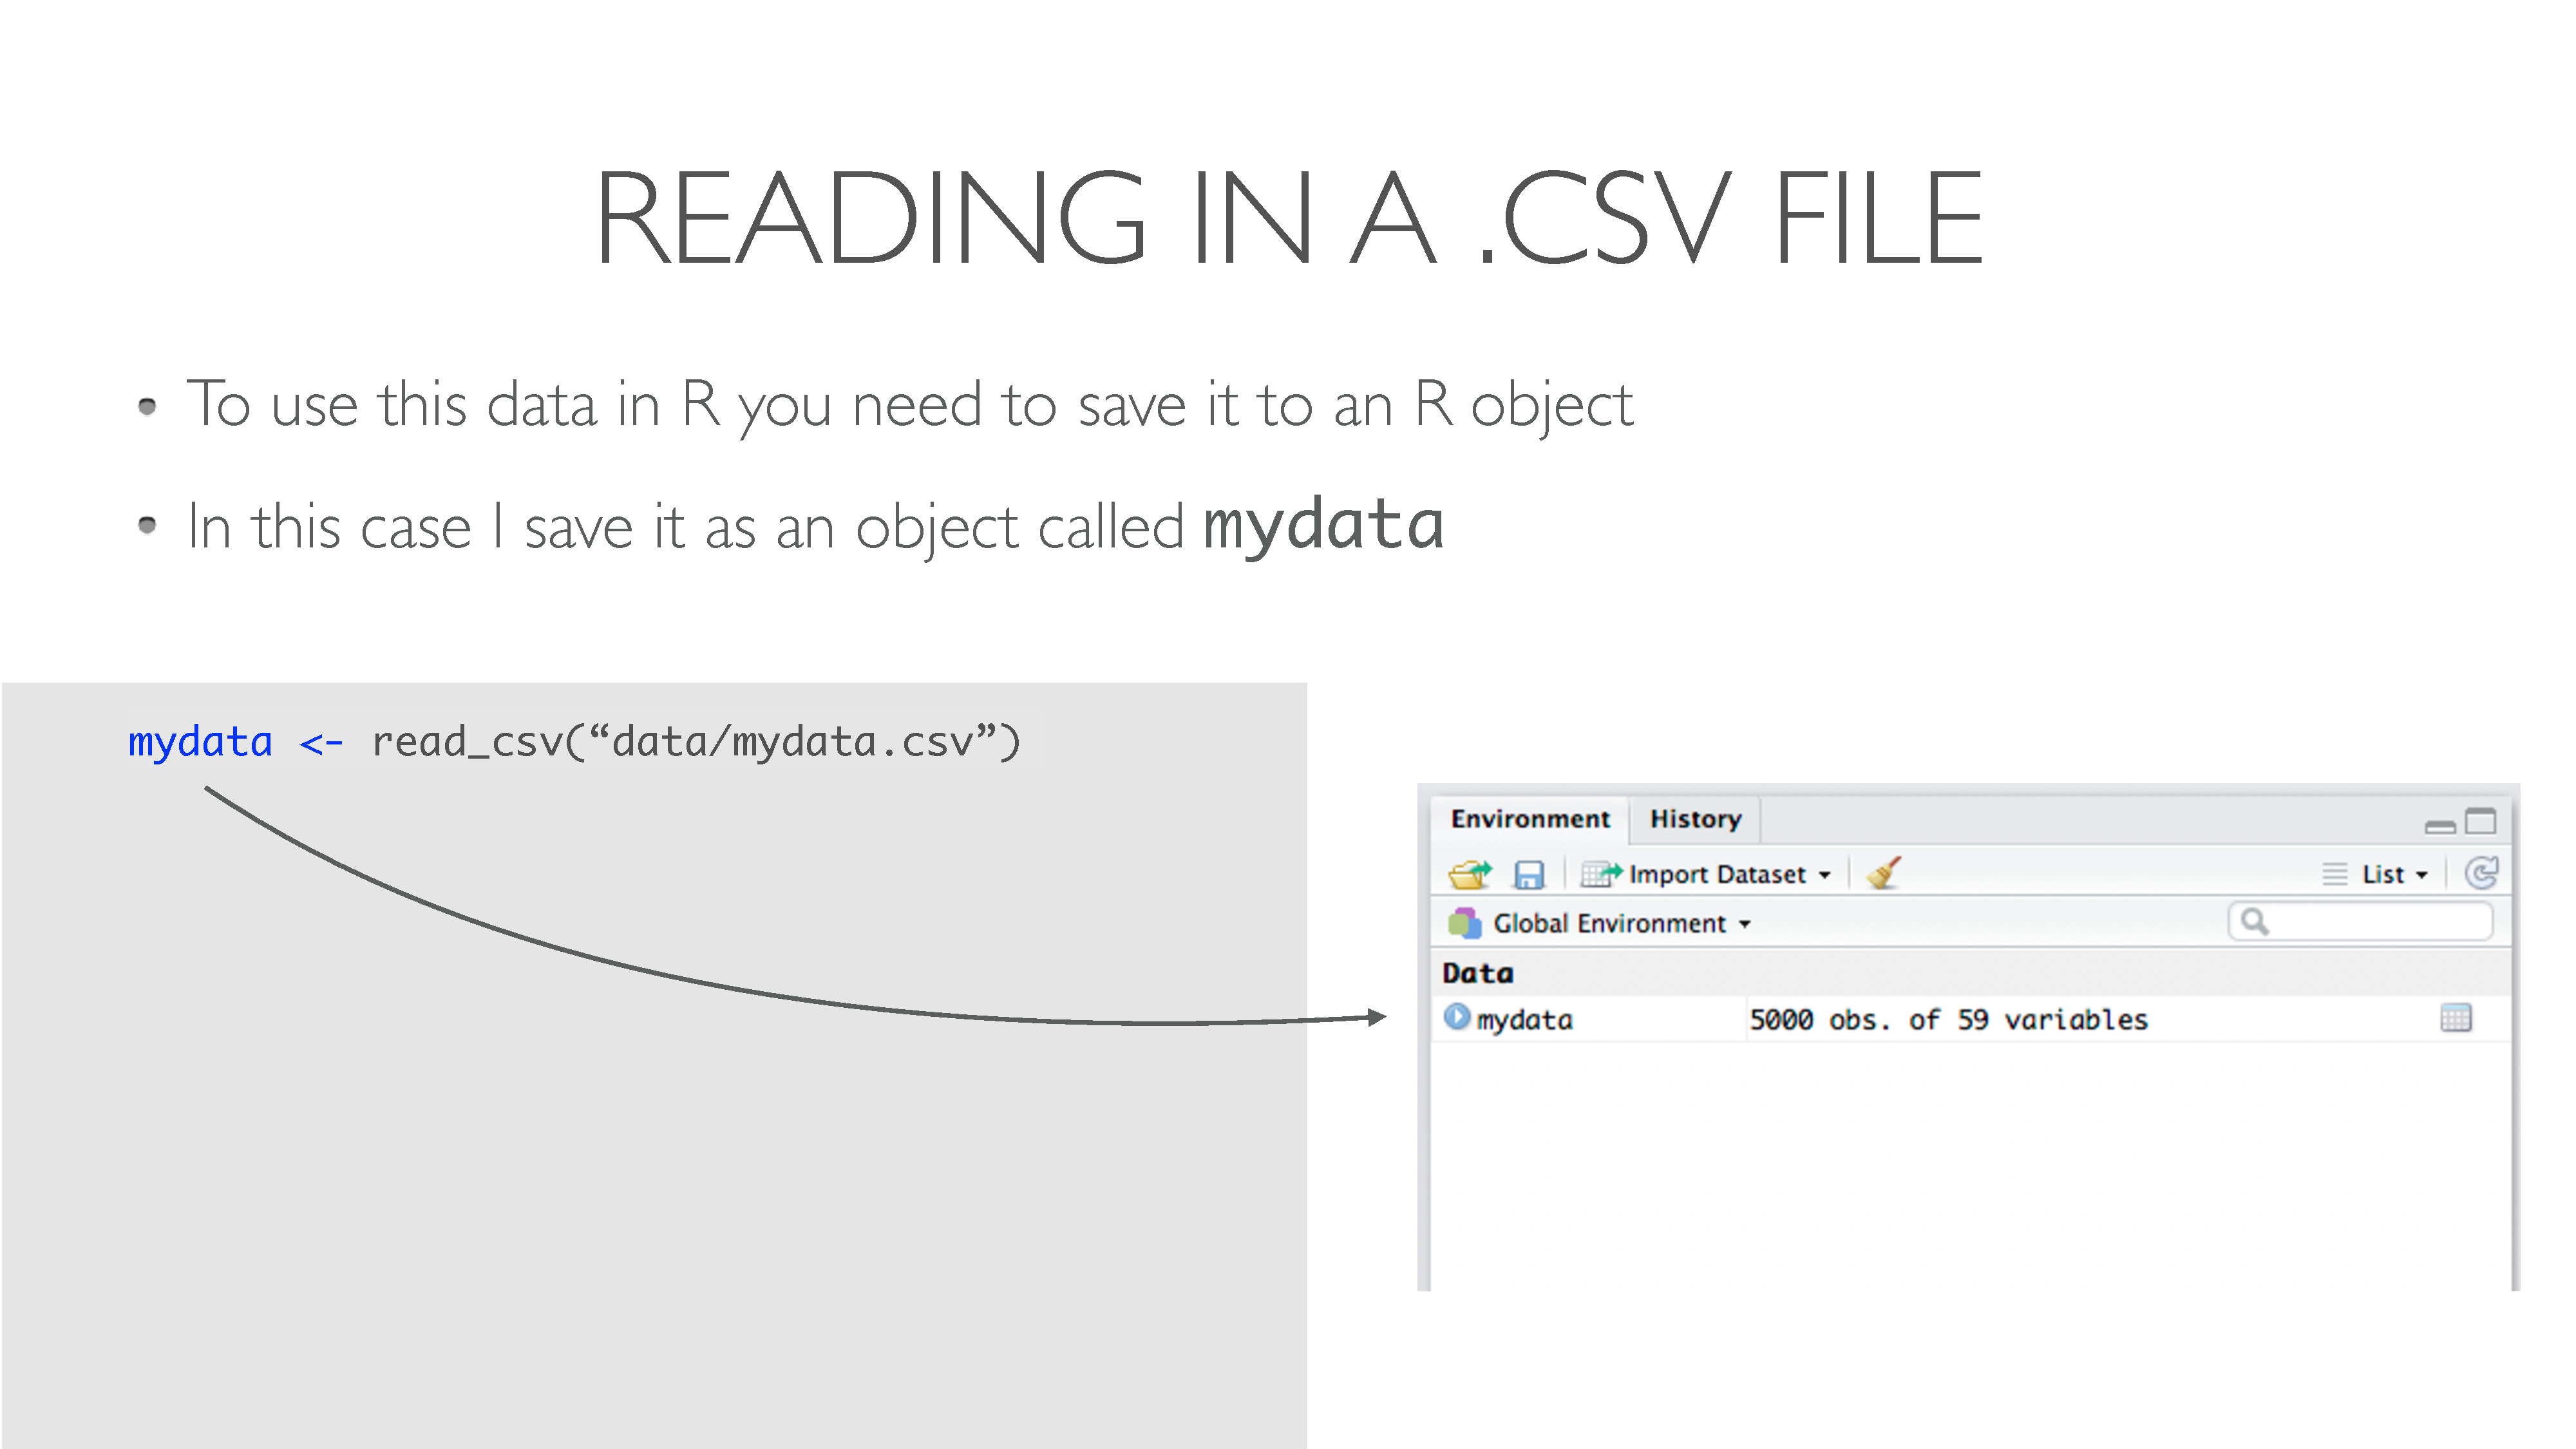 READING IN A .CSV FILE
• To use this data in R you need to save it to an R object
• In this case I save it as an object called mydata
mydata <- read_csv(“data/mydata.csv”)
Environment History
Import Dataset List
Global Environment
Data
mydata 5000 obs. of 59 variables